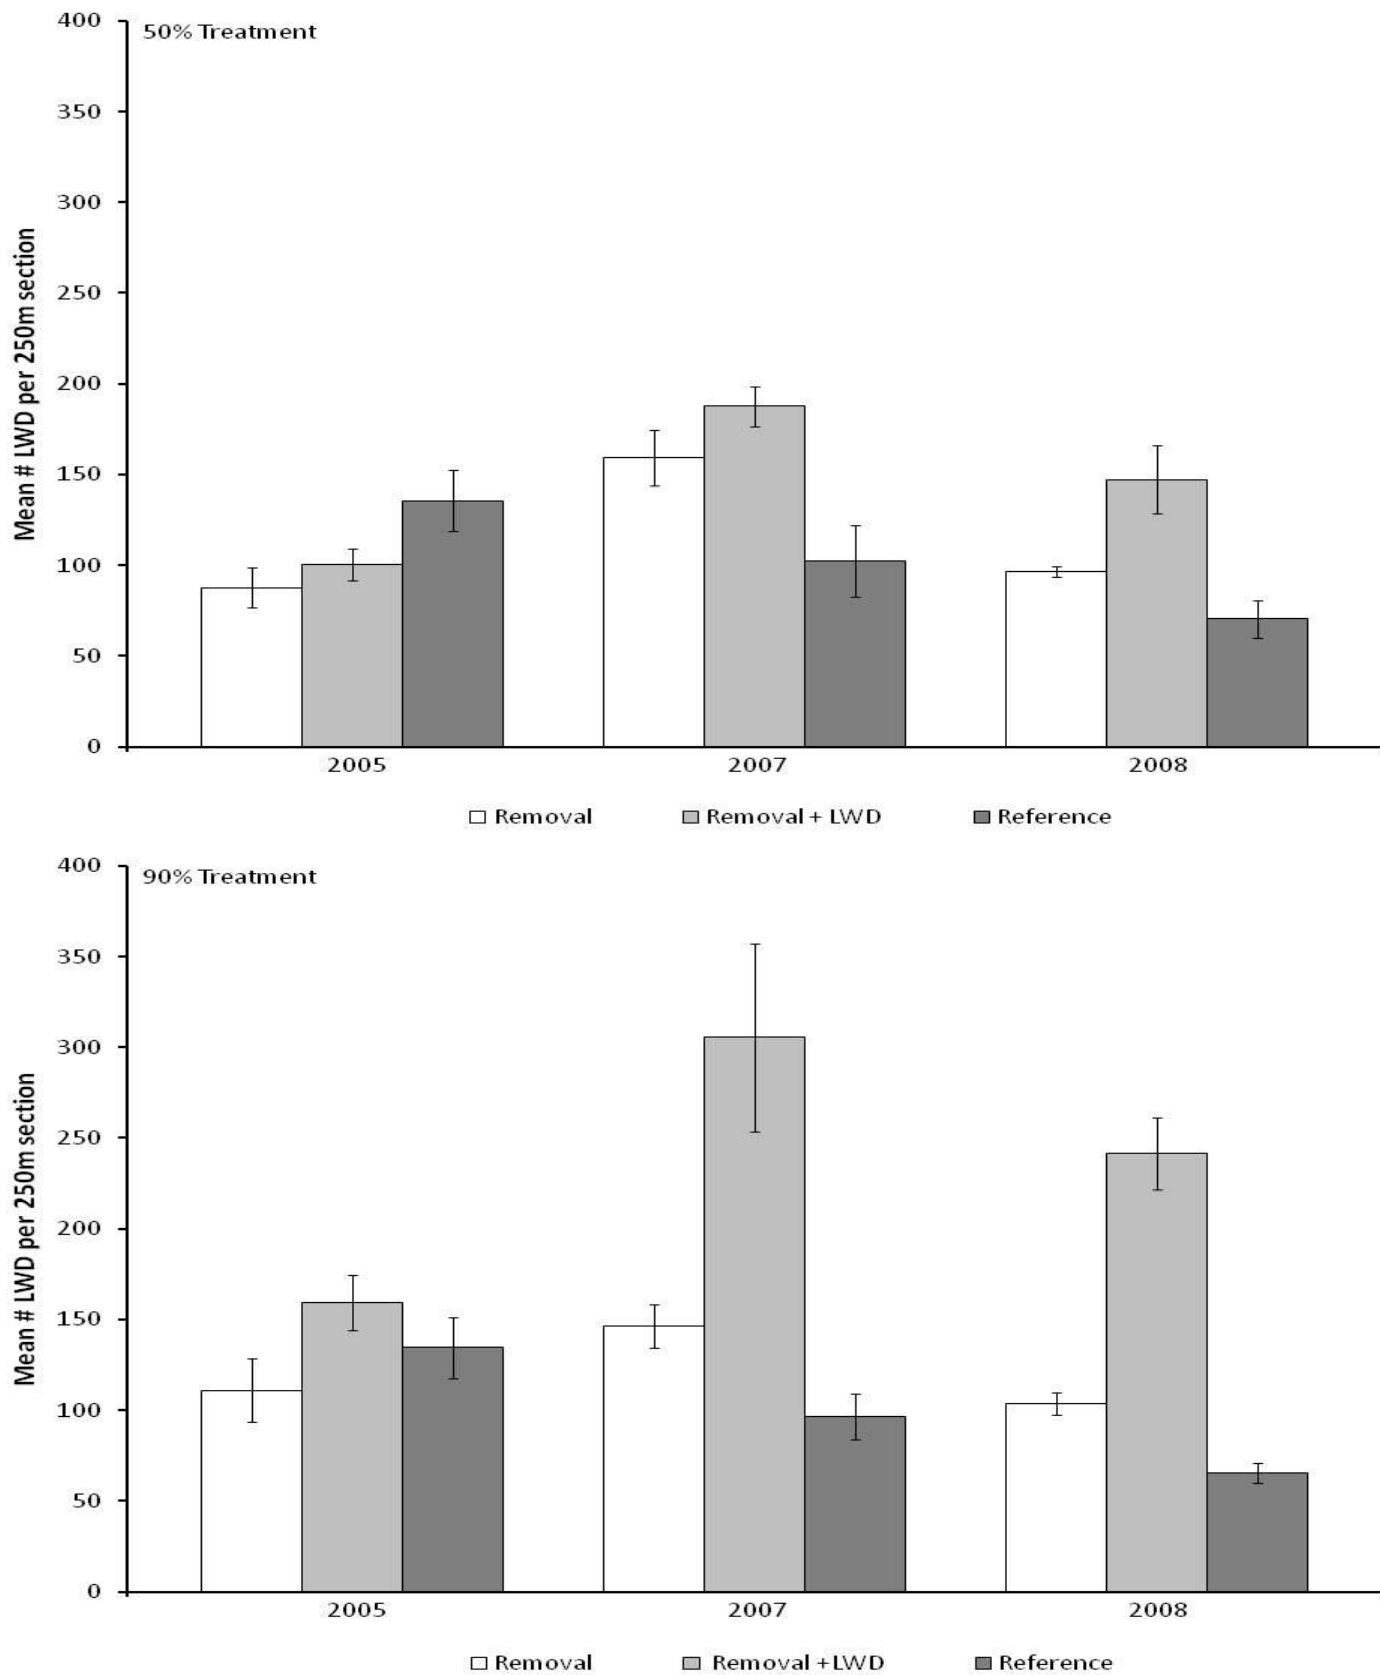 50% Treatment
400
350
300
250
200
150
100
50
0
Mean # LWD per 250m section
2005 2007 2008
Removal Removal + LWD Reference
90% Treatment
400
350
300
250
200
150
100
50
0
Mean # LWD per 250m section
2005 2007 2008
Removal Removal +LWD Reference